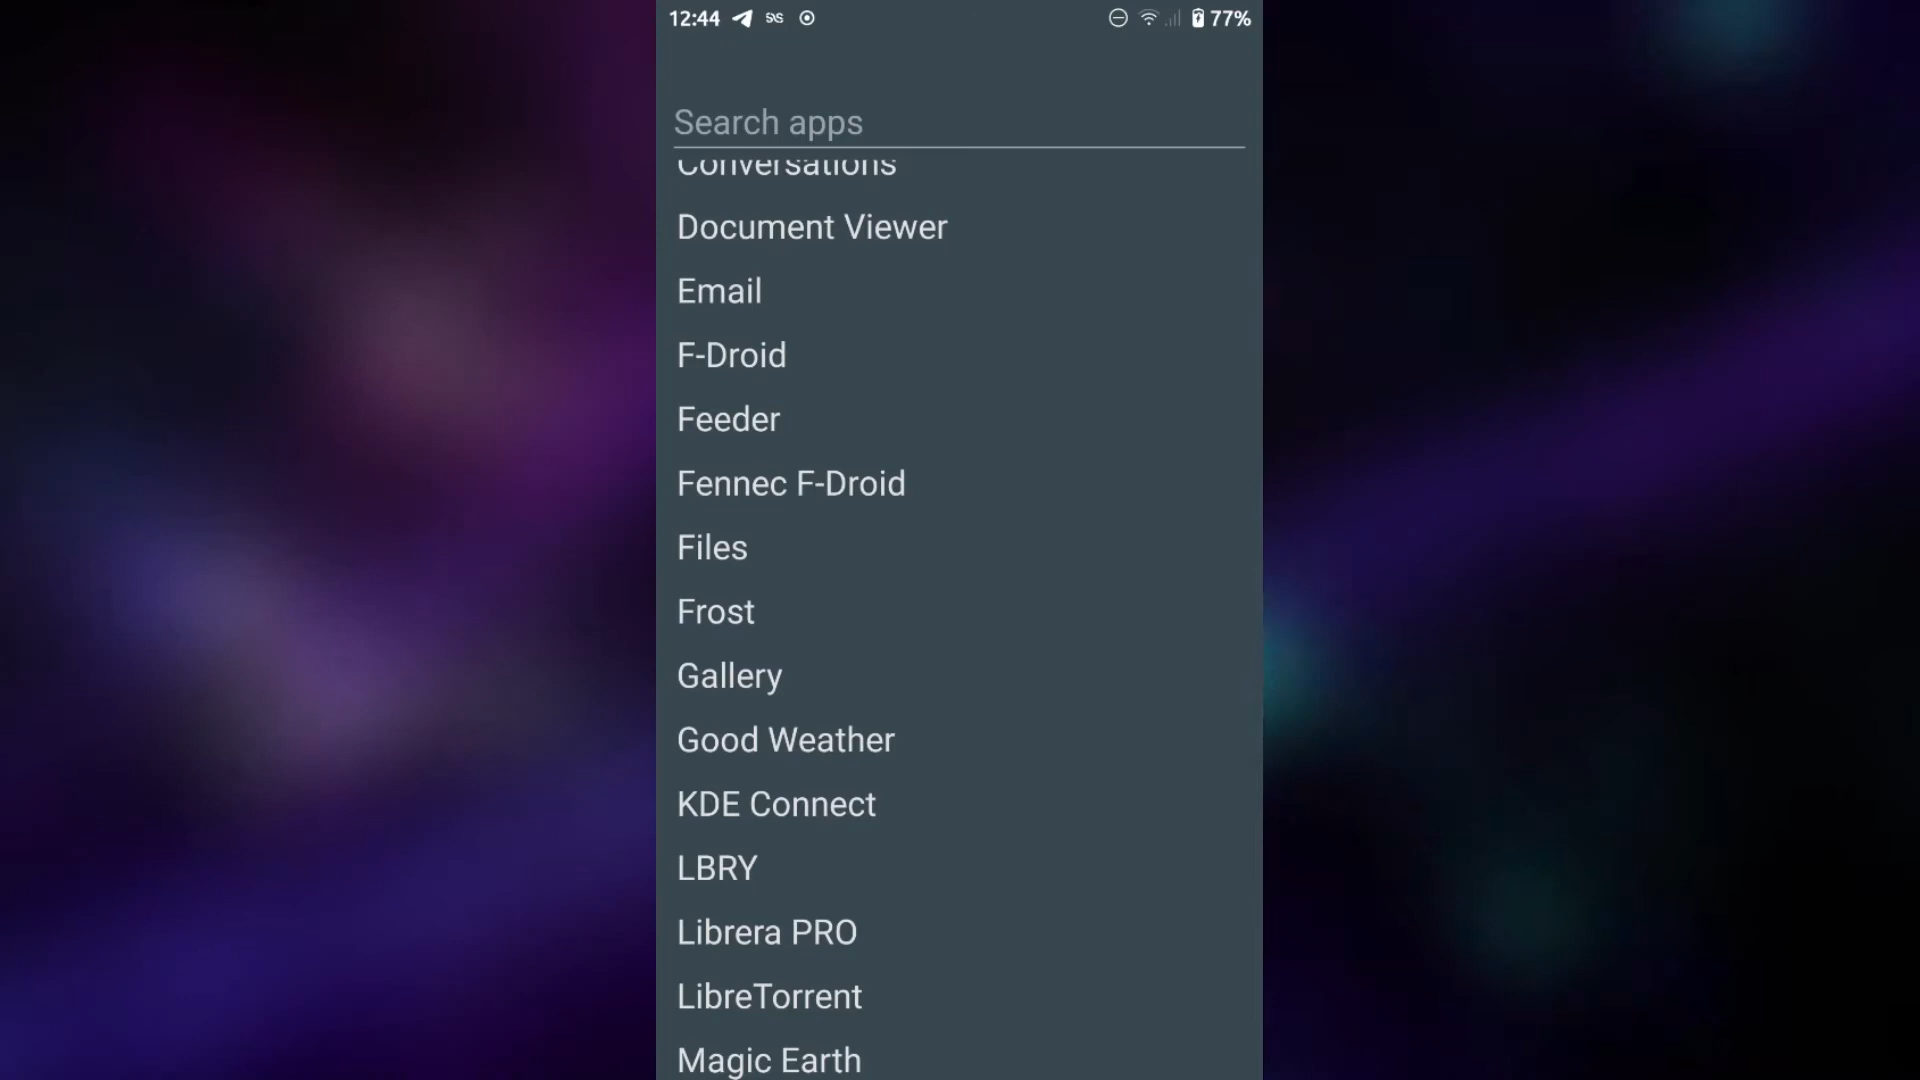 12:44
77%
Search apps
Conversations
Document Viewer
Email
F-Droid
Feeder
Fennec F-Droid
Files
Frost
Gallery
Good Weather
KDE Connect
LBRY
Librera PRO
LibreTorrent
Magic Earth